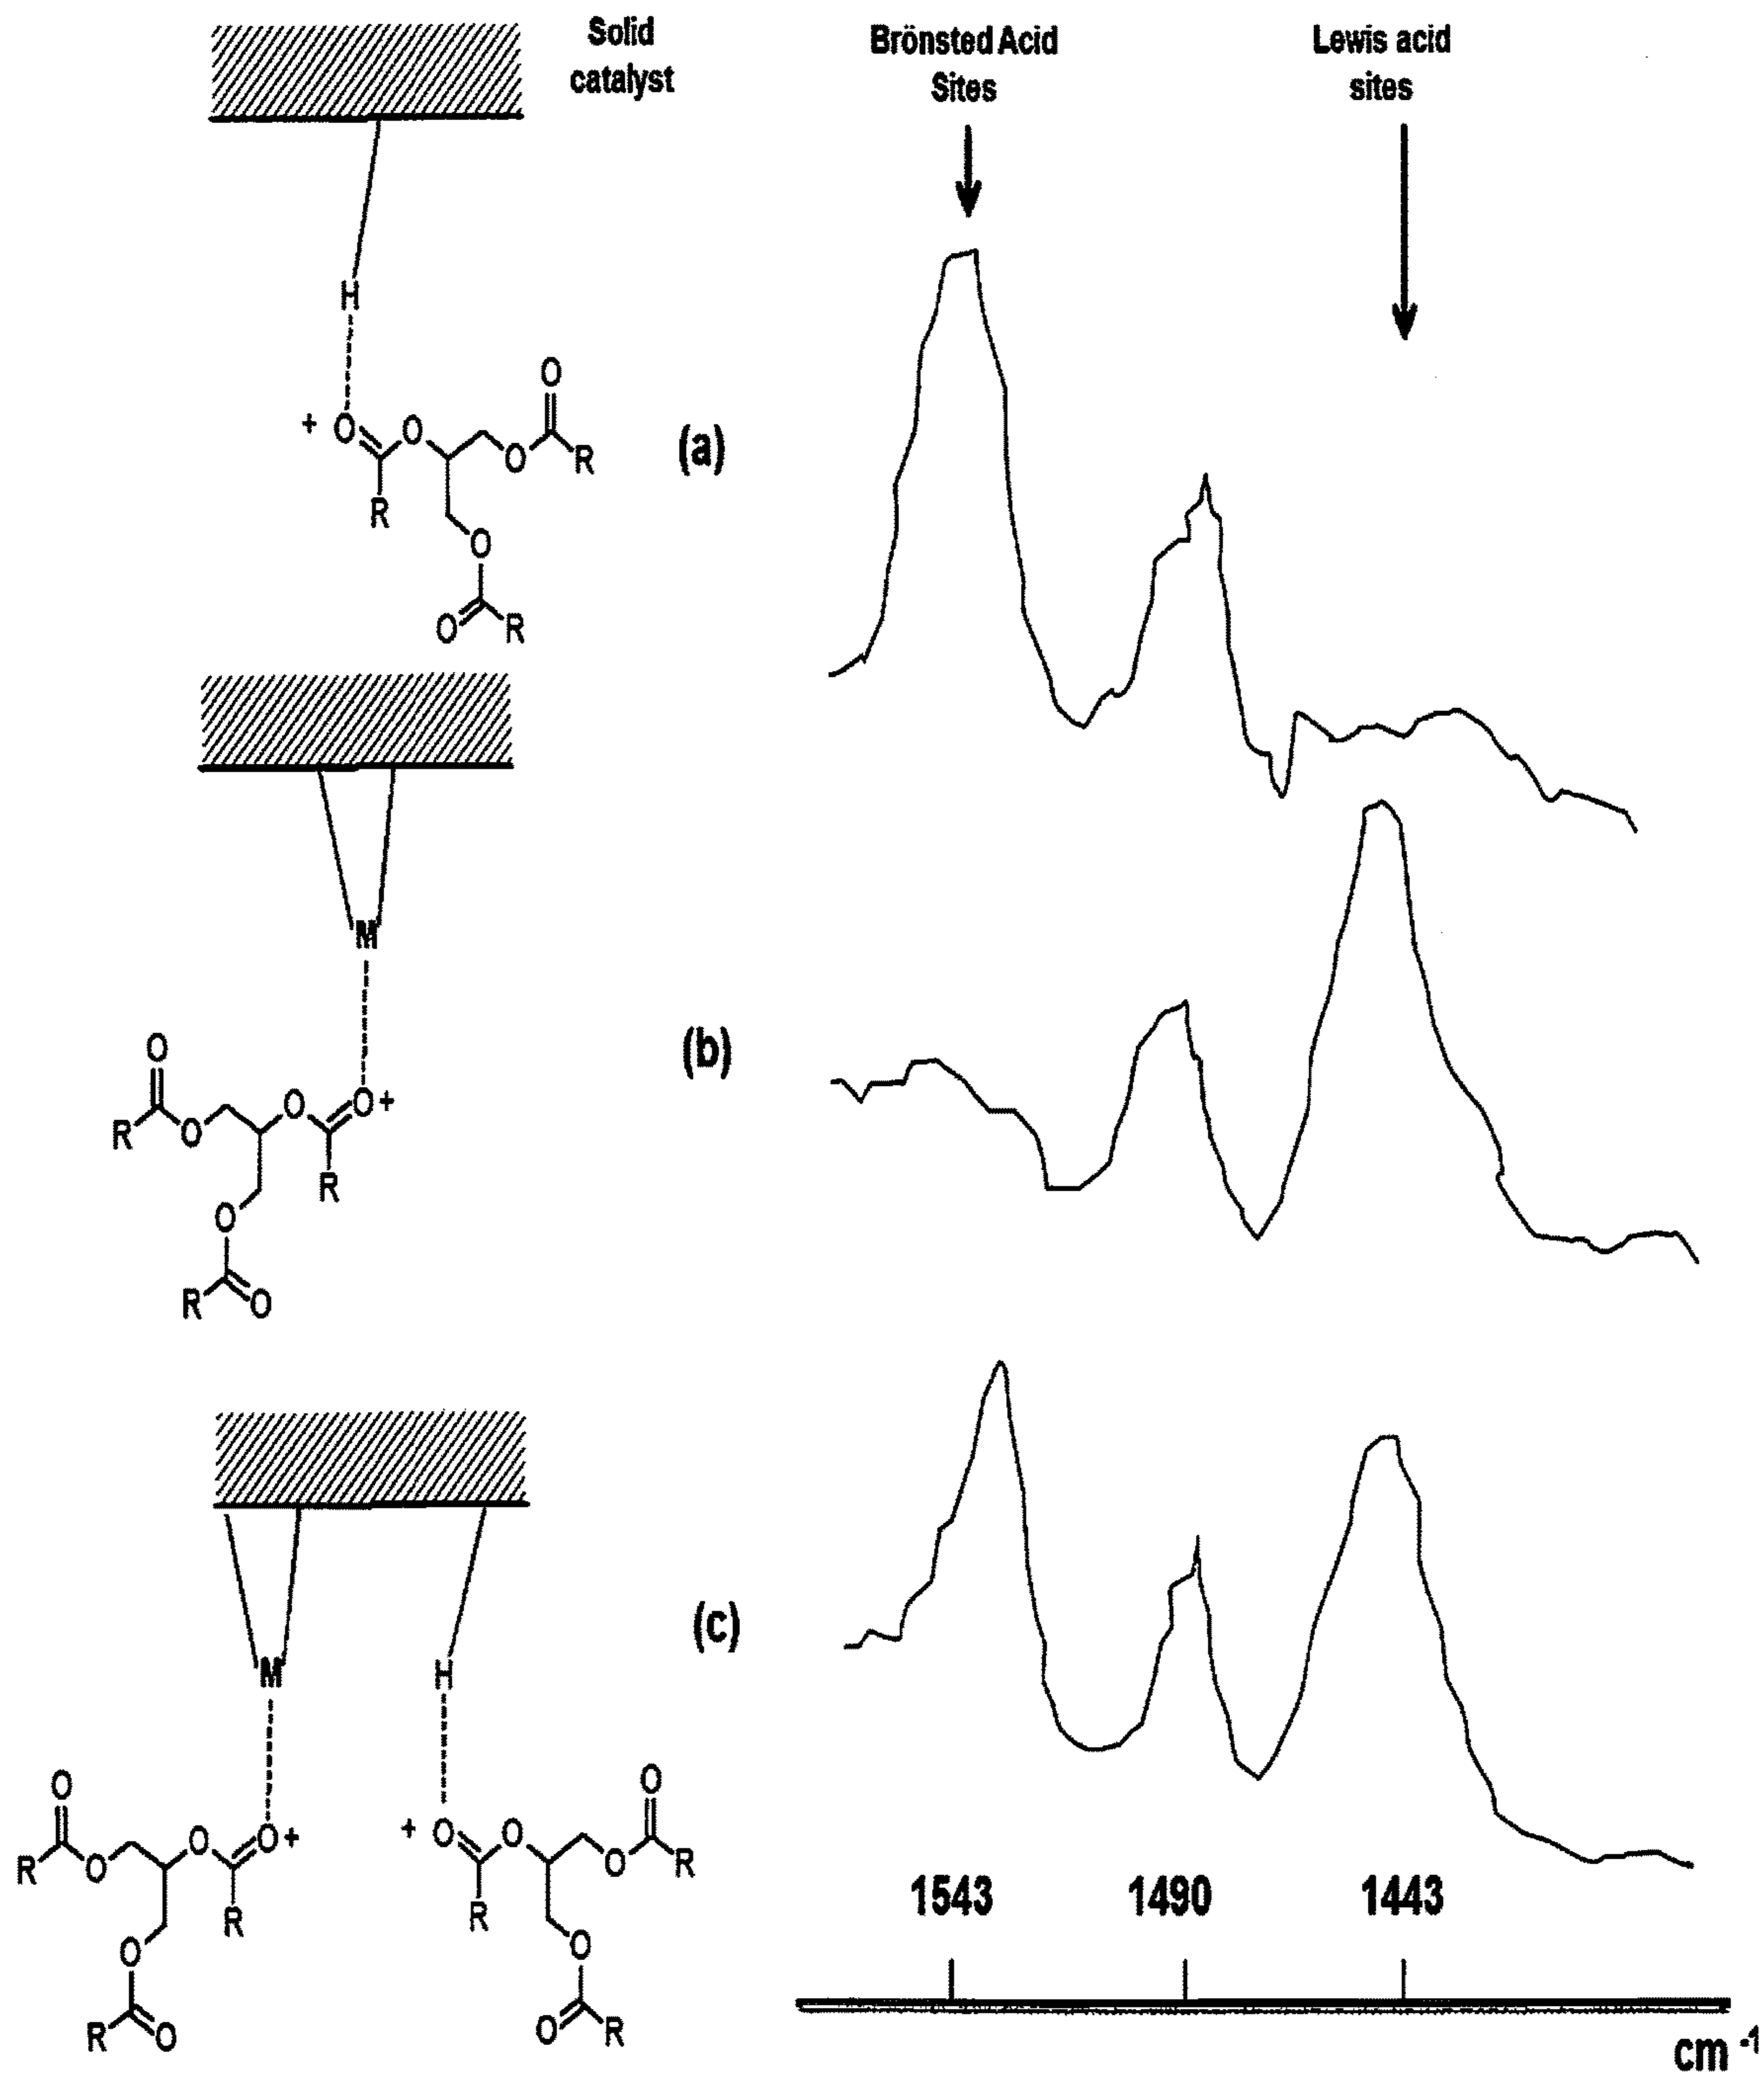 Solid
catalyst
Brönsted Acid
Sites
Lewis acid
sites
H
+ O O O
R O R
O
O R
(a)
M
O O O+
R O R
O
R O
(b)
M H
O O O+
R O R
O
R O
+ O O O
R O R
O
O R
(c)
1543 1490 1443
cm -1